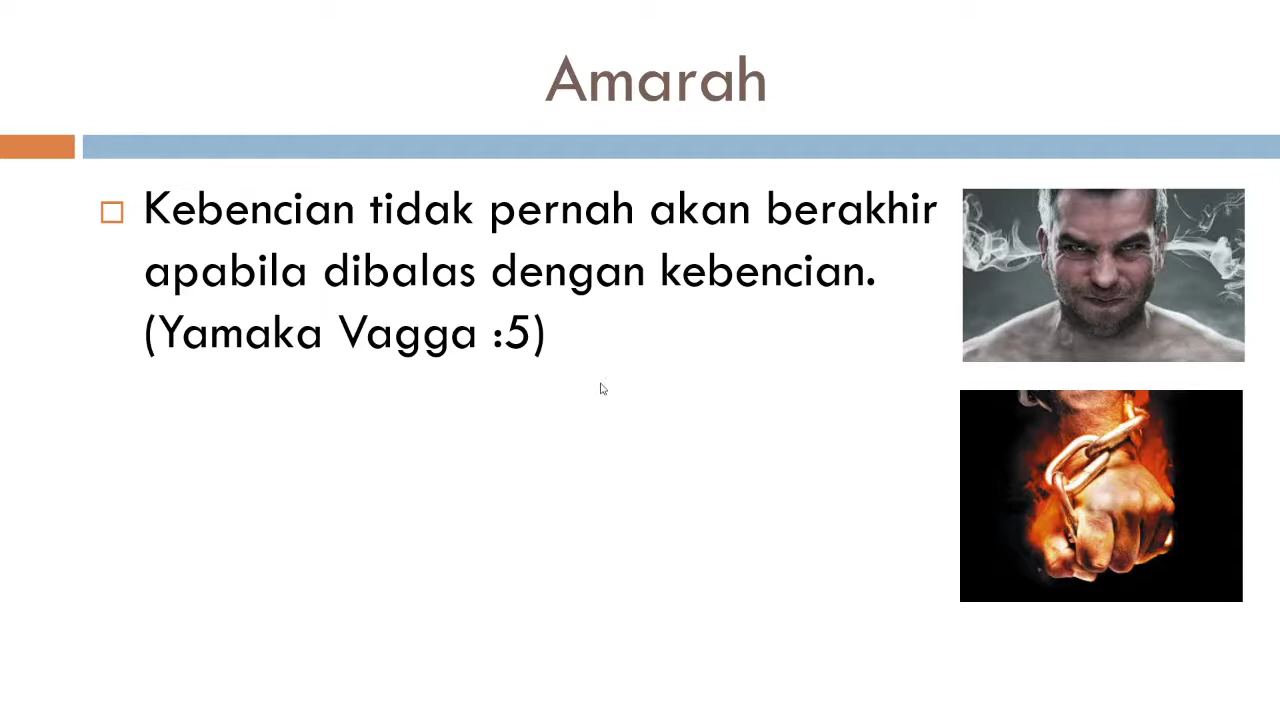 Amarah
Kebencian tidak pernah akan berakhir
apabila dibalas dengan kebencian.
(Yamaka Vagga :5)